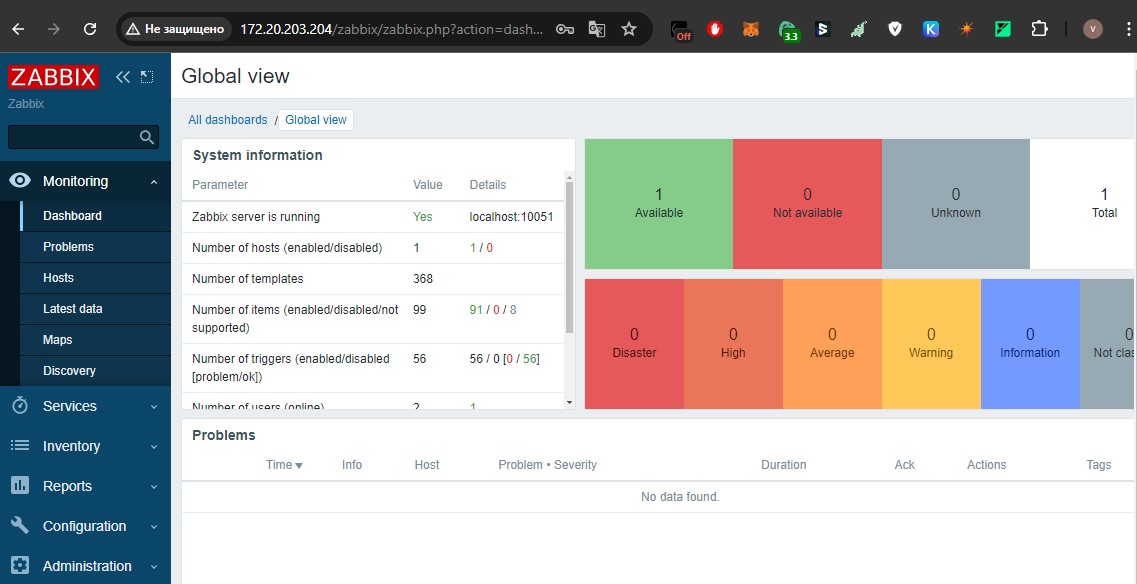 Не защищено 172.20.203.204/zabbix/zabbix.php?action=dash...
Off
3.3
S
K
V
ZABBIX
Zabbix
Monitoring
Dashboard
Problems
Hosts
Latest data
Maps
Discovery
Services
Inventory
Reports
Configuration
Administration
Global view
All dashboards / Global view
System information
Parameter Value Details
Zabbix server is running Yes localhost:10051
Number of hosts (enabled/disabled) 1 1 / 0
Number of templates 368
Number of items (enabled/disabled/not 99 91 / 0 / 8
supported)
Number of triggers (enabled/disabled 56 56 / 0 [0 / 56]
[problem/ok])
Number of users (online) 2 1
1
Available
0
Not available
0
Unknown
1
Total
0
Disaster
0
High
0
Average
0
Warning
0
Information
0
Not clas
Problems
Time Info Host Problem • Severity Duration Ack Actions Tags
No data found.